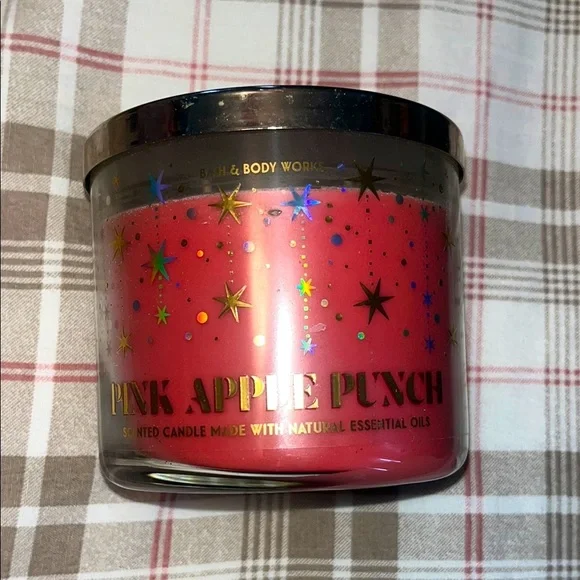 BATH & BODY WORKS
PINK APPLE PUNCH
SCENTED CANDLE MADE WITH NATURAL ESSENTIAL OILS